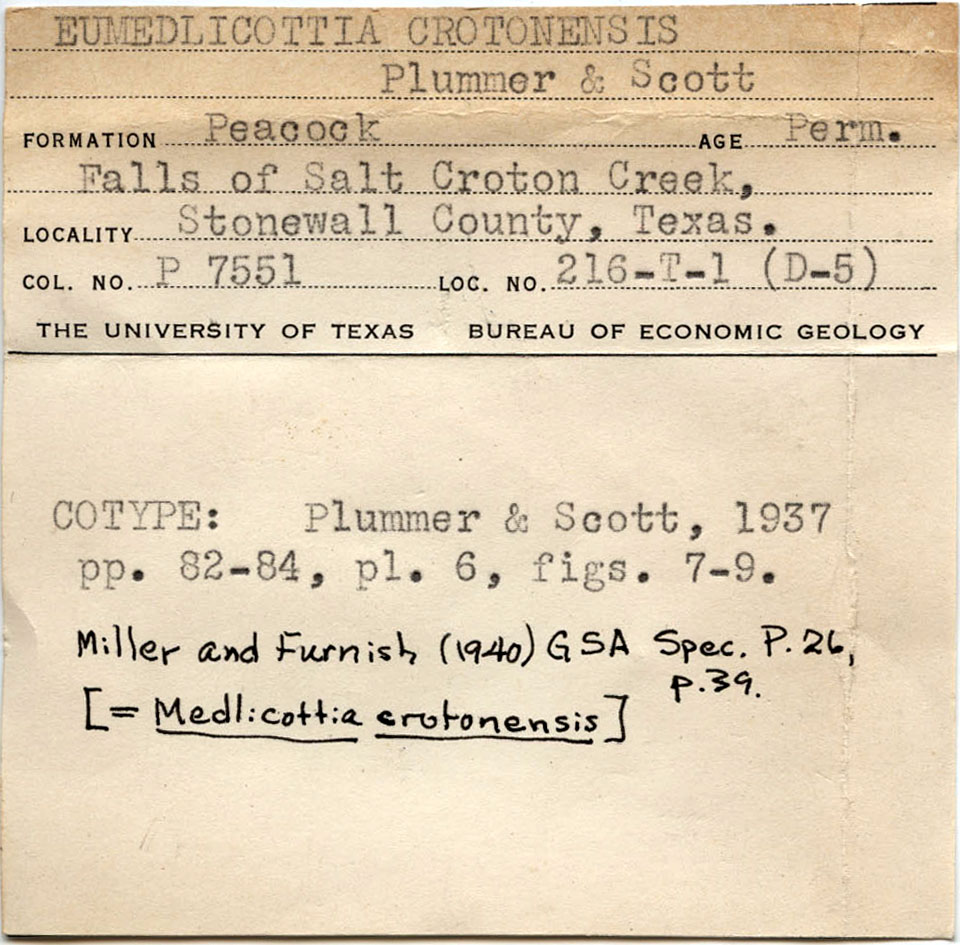 EUMEDLICOTTIA CROTONENSIS
Plummer & Scott
FORMATION Peacock AGE Perm.
Falls of Salt Croton Creek,
LOCALITY Stonewall County, Texas.
COL. NO. P 7551 LOC. NO. 216-T-1 (D-5)
THE UNIVERSITY OF TEXAS BUREAU OF ECONOMIC GEOLOGY
COTYPE: Plummer & Scott, 1937
pp. 82-84, pl. 6, figs. 7-9.
Miller and Furnish (1940) GSA Spec. P. 26,
p.39.
[= Medlicottia crotonensis]